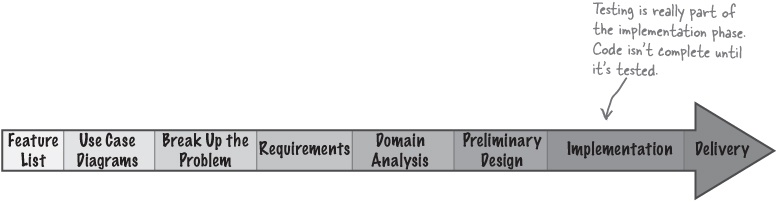 Testing is really part of
the implementation phase.
Code isn't complete until
it's tested.
Feature
List
Use Case
Diagrams
Break Up the
Problem
Requirements
Domain
Analysis
Preliminary
Design
Implementation
Delivery